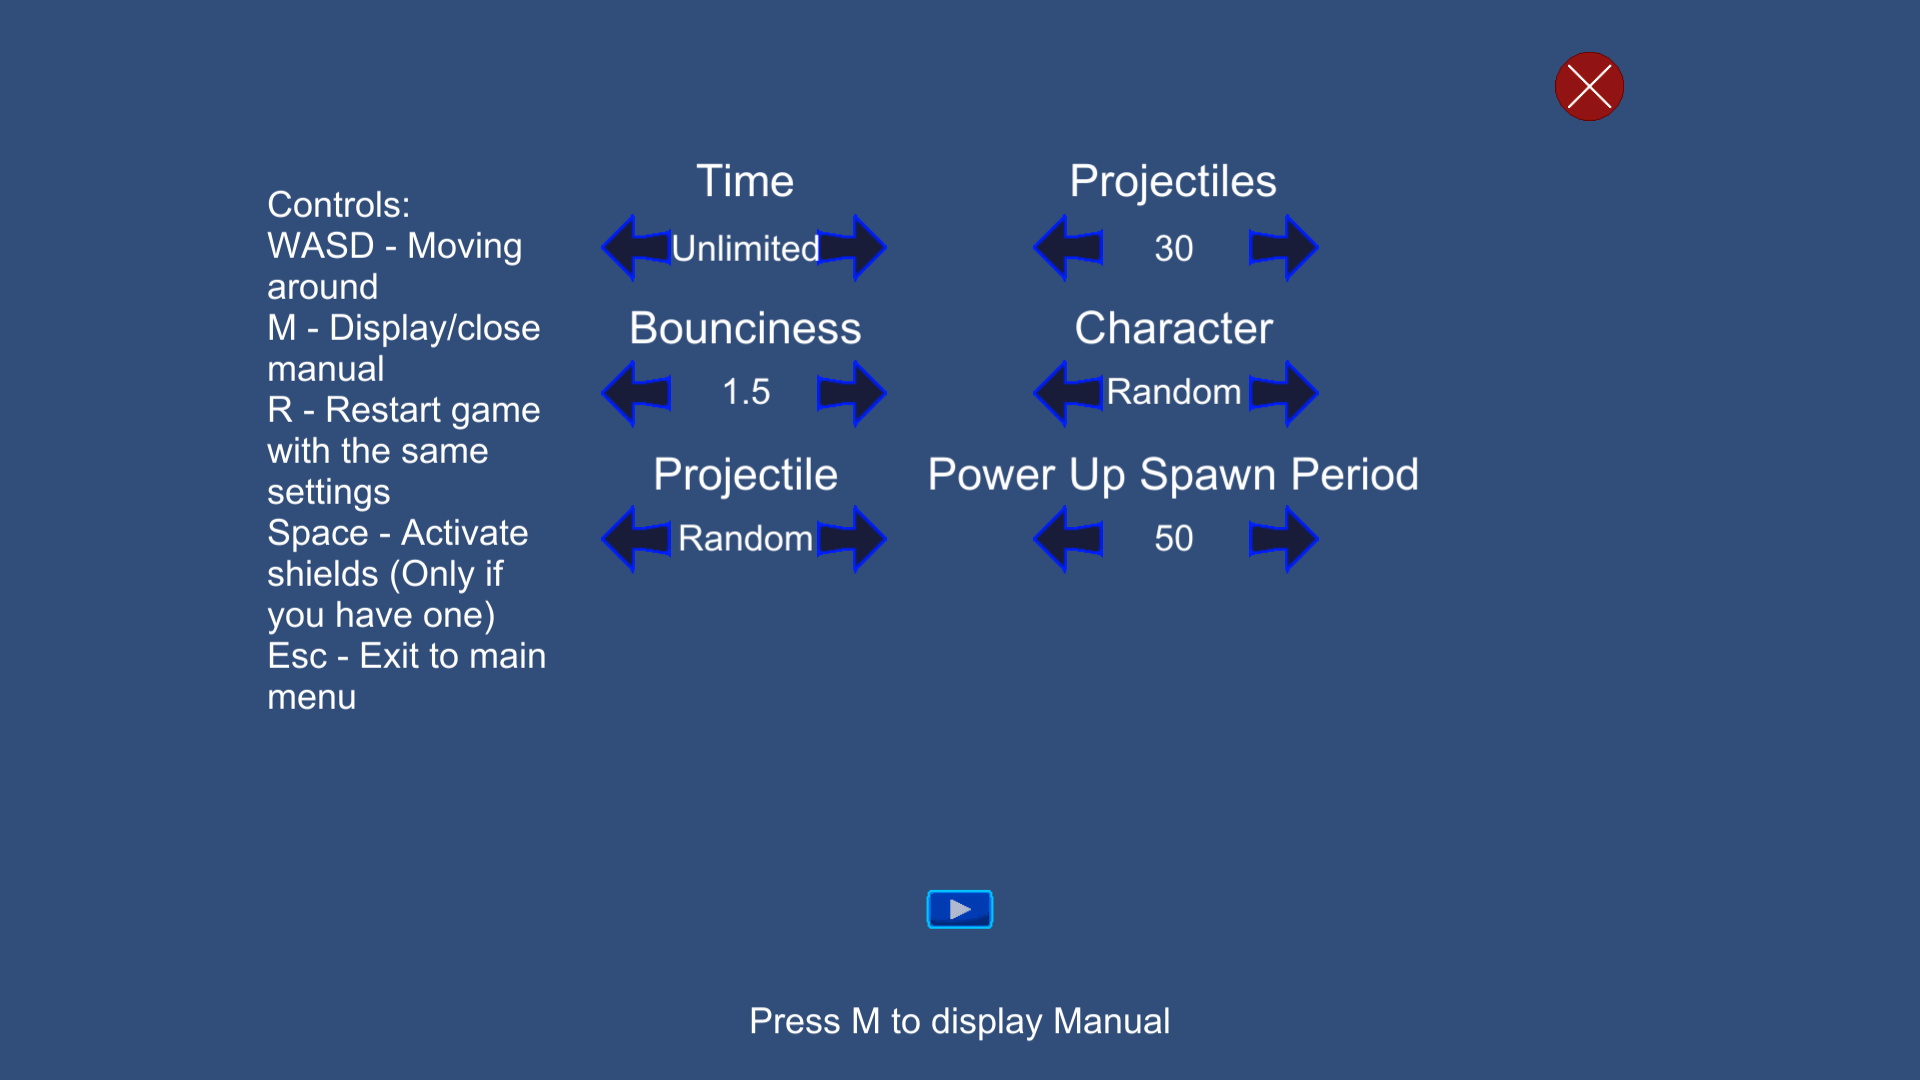 Controls:
WASD - Moving
around
M - Display/close
manual
R - Restart game
with the same
settings
Space - Activate
shields (Only if
you have one)
Esc - Exit to main
menu
Time
Unlimited
Projectiles
30
Bounciness
1.5
Character
Random
Projectile
Random
Power Up Spawn Period
50
Press M to display Manual